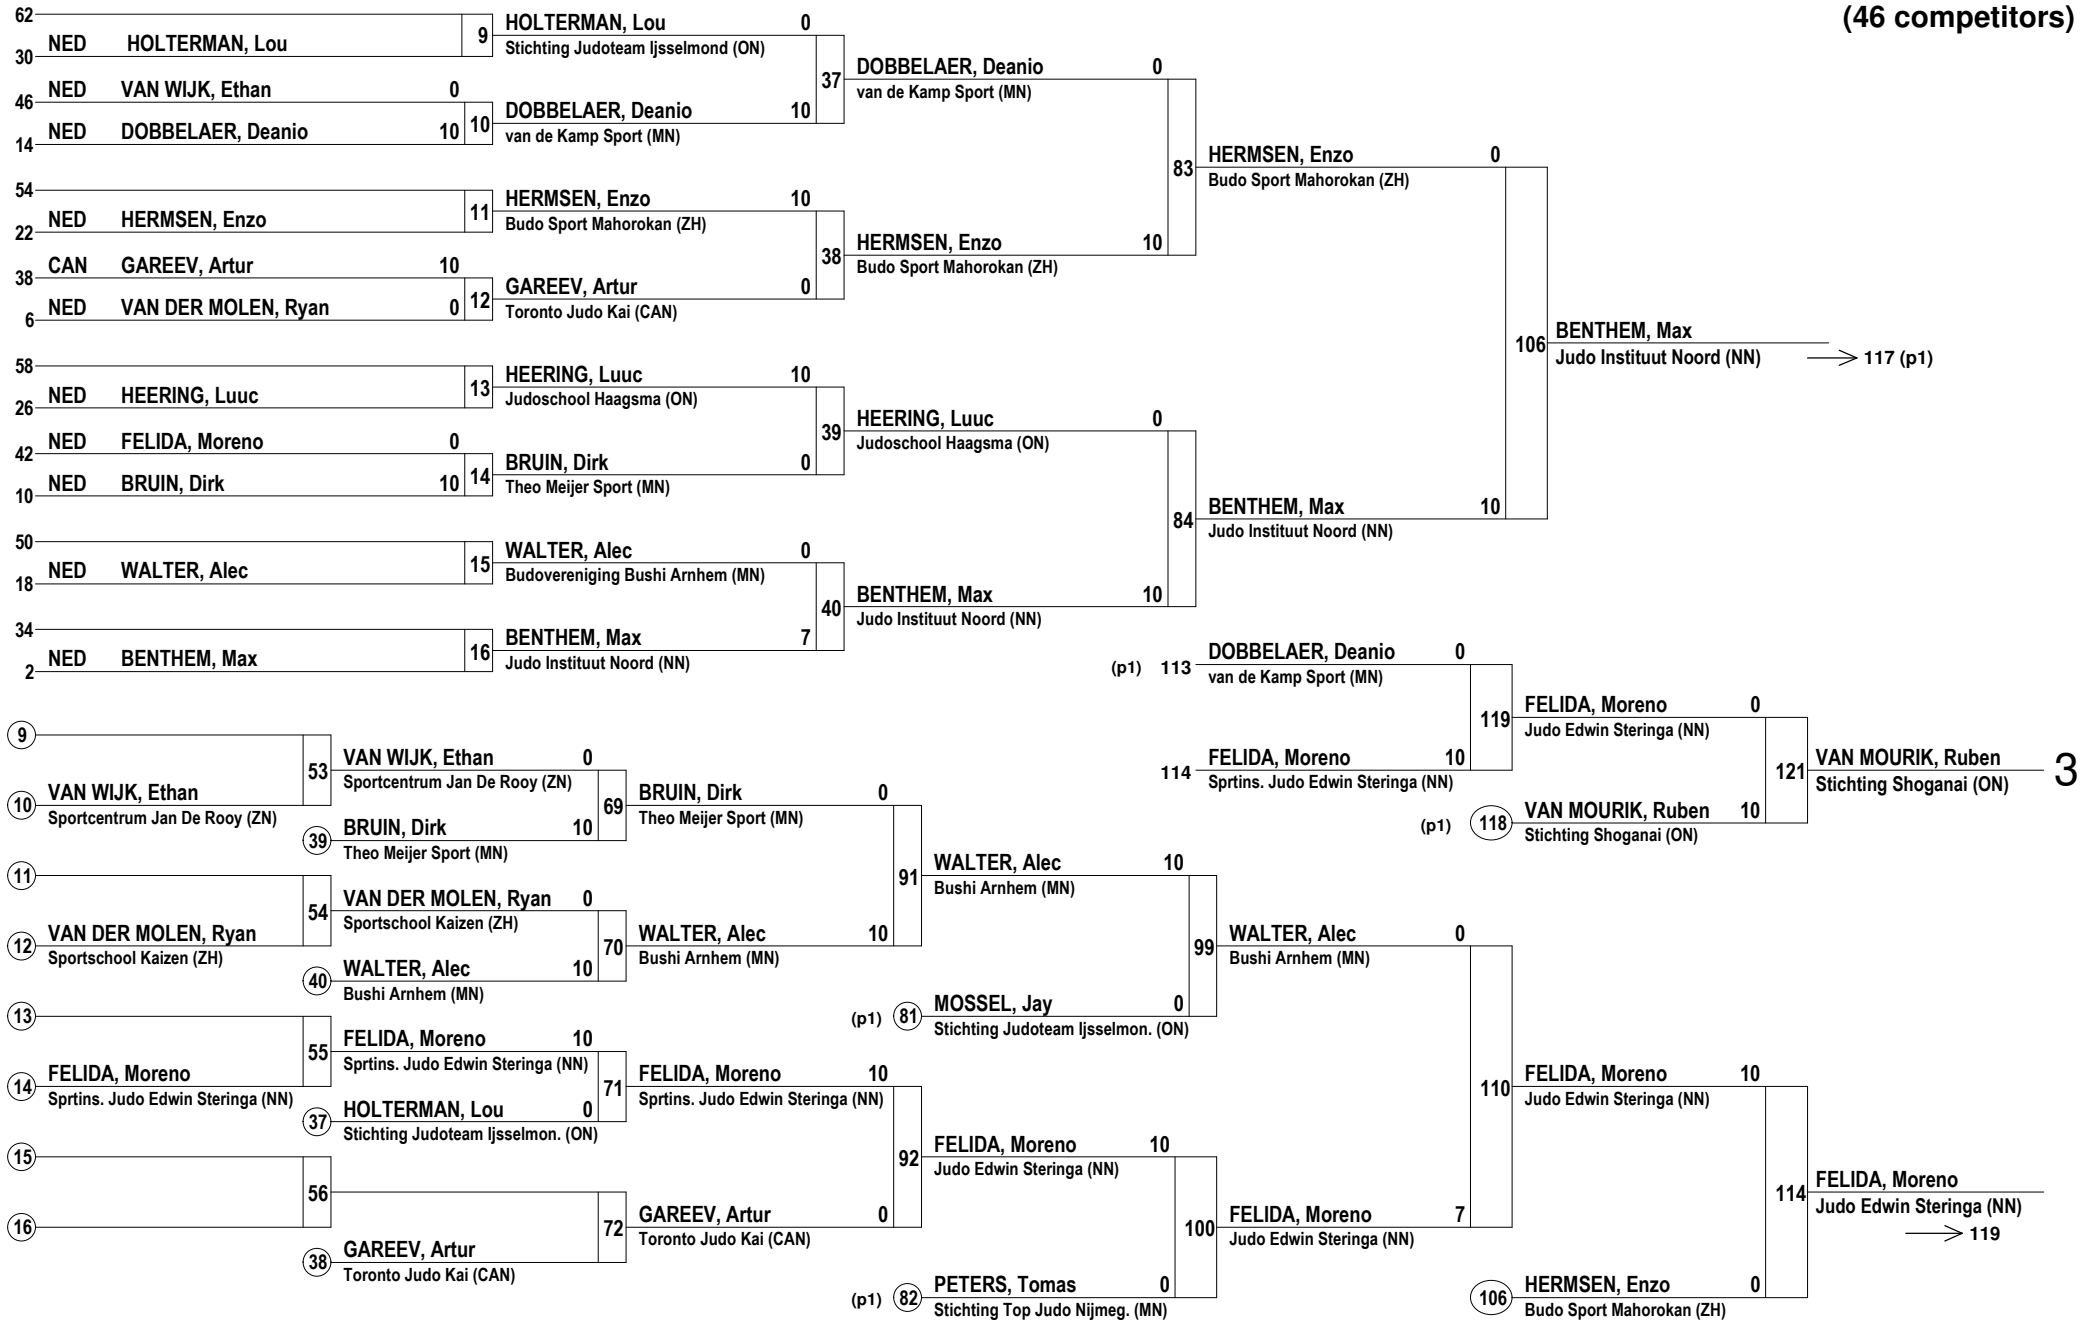 (46 competitors)
62
NED HOLTERMAN, Lou
30
9
HOLTERMAN, Lou 0
Stichting Judoteam Ijsselmond (ON)
NED VAN WIJK, Ethan 0
46
NED DOBBELAER, Deanio 10
14
10
DOBBELAER, Deanio 10
van de Kamp Sport (MN)
37
DOBBELAER, Deanio 0
van de Kamp Sport (MN)
54
NED HERMSEN, Enzo
22
11
HERMSEN, Enzo 10
Budo Sport Mahorokan (ZH)
CAN GAREEV, Artur 10
38
NED VAN DER MOLEN, Ryan 0
6
12
GAREEV, Artur 0
Toronto Judo Kai (CAN)
38
HERMSEN, Enzo 10
Budo Sport Mahorokan (ZH)
83
HERMSEN, Enzo 0
Budo Sport Mahorokan (ZH)
58
NED HEERING, Luuc
26
13
HEERING, Luuc 10
Judoschool Haagsma (ON)
NED FELIDA, Moreno 0
42
NED BRUIN, Dirk 10
10
14
BRUIN, Dirk 0
Theo Meijer Sport (MN)
39
HEERING, Luuc 0
Judoschool Haagsma (ON)
50
NED WALTER, Alec
18
15
WALTER, Alec 0
Budovereniging Bushi Arnhem (MN)
34
NED BENTHEM, Max
2
16
BENTHEM, Max 7
Judo Instituut Noord (NN)
40
BENTHEM, Max 10
Judo Instituut Noord (NN)
84
BENTHEM, Max 10
Judo Instituut Noord (NN)
106
BENTHEM, Max
Judo Instituut Noord (NN)
117 (p1)
(p1) 113
DOBBELAER, Deanio 0
van de Kamp Sport (MN)
114
FELIDA, Moreno 10
Sprtins. Judo Edwin Steringa (NN)
119
FELIDA, Moreno 0
Judo Edwin Steringa (NN)
(p1) 118
VAN MOURIK, Ruben 10
Stichting Shoganai (ON)
121
VAN MOURIK, Ruben
Stichting Shoganai (ON)
3
9
10
VAN WIJK, Ethan
Sportcentrum Jan De Rooy (ZN)
53
VAN WIJK, Ethan 0
Sportcentrum Jan De Rooy (ZN)
39
BRUIN, Dirk 10
Theo Meijer Sport (MN)
69
BRUIN, Dirk 0
Theo Meijer Sport (MN)
11
12
VAN DER MOLEN, Ryan
Sportschool Kaizen (ZH)
54
VAN DER MOLEN, Ryan 0
Sportschool Kaizen (ZH)
40
WALTER, Alec 10
Bushi Arnhem (MN)
70
WALTER, Alec 10
Bushi Arnhem (MN)
91
WALTER, Alec 10
Bushi Arnhem (MN)
(p1) 81
MOSSEL, Jay 0
Stichting Judoteam Ijsselmon. (ON)
99
WALTER, Alec 0
Bushi Arnhem (MN)
13
14
FELIDA, Moreno
Sprtins. Judo Edwin Steringa (NN)
55
FELIDA, Moreno 10
Sprtins. Judo Edwin Steringa (NN)
37
HOLTERMAN, Lou 0
Stichting Judoteam Ijsselmon. (ON)
71
FELIDA, Moreno 10
Sprtins. Judo Edwin Steringa (NN)
15
16
56
38
GAREEV, Artur
Toronto Judo Kai (CAN)
72
GAREEV, Artur 0
Toronto Judo Kai (CAN)
92
FELIDA, Moreno 10
Judo Edwin Steringa (NN)
(p1) 82
PETERS, Tomas 0
Stichting Top Judo Nijmeg. (MN)
100
FELIDA, Moreno 7
Judo Edwin Steringa (NN)
110
FELIDA, Moreno 10
Judo Edwin Steringa (NN)
106
HERMSEN, Enzo 0
Budo Sport Mahorokan (ZH)
114
FELIDA, Moreno
Judo Edwin Steringa (NN)
119